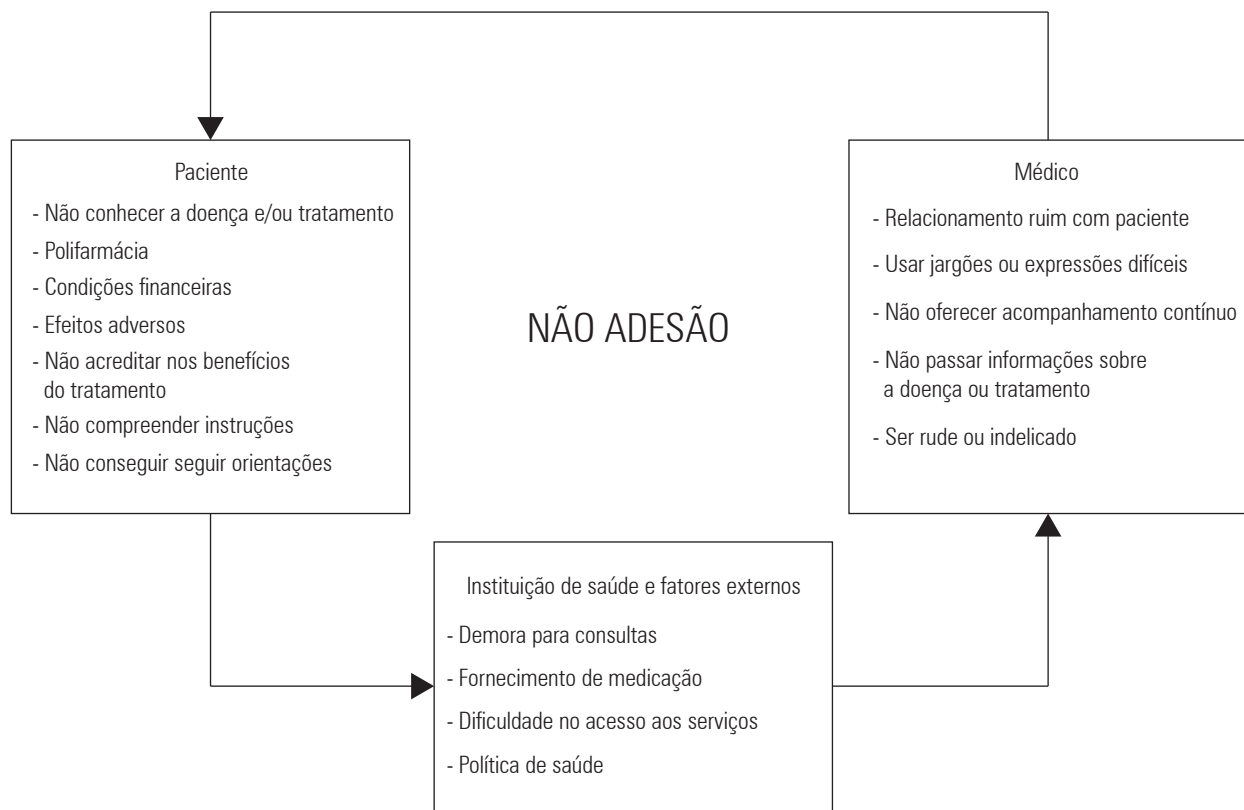 Paciente
- Não conhecer a doença e/ou tratamento
- Polifarmácia
- Condições financeiras
- Efeitos adversos
- Não acreditar nos benefícios
do tratamento
- Não compreender instruções
- Não conseguir seguir orientações
NÃO ADESÃO
Médico
- Relacionamento ruim com paciente
- Usar jargões ou expressões difíceis
- Não oferecer acompanhamento contínuo
- Não passar informações sobre
a doença ou tratamento
- Ser rude ou indelicado
Instituição de saúde e fatores externos
- Demora para consultas
- Fornecimento de medicação
- Dificuldade no acesso aos serviços
- Política de saúde